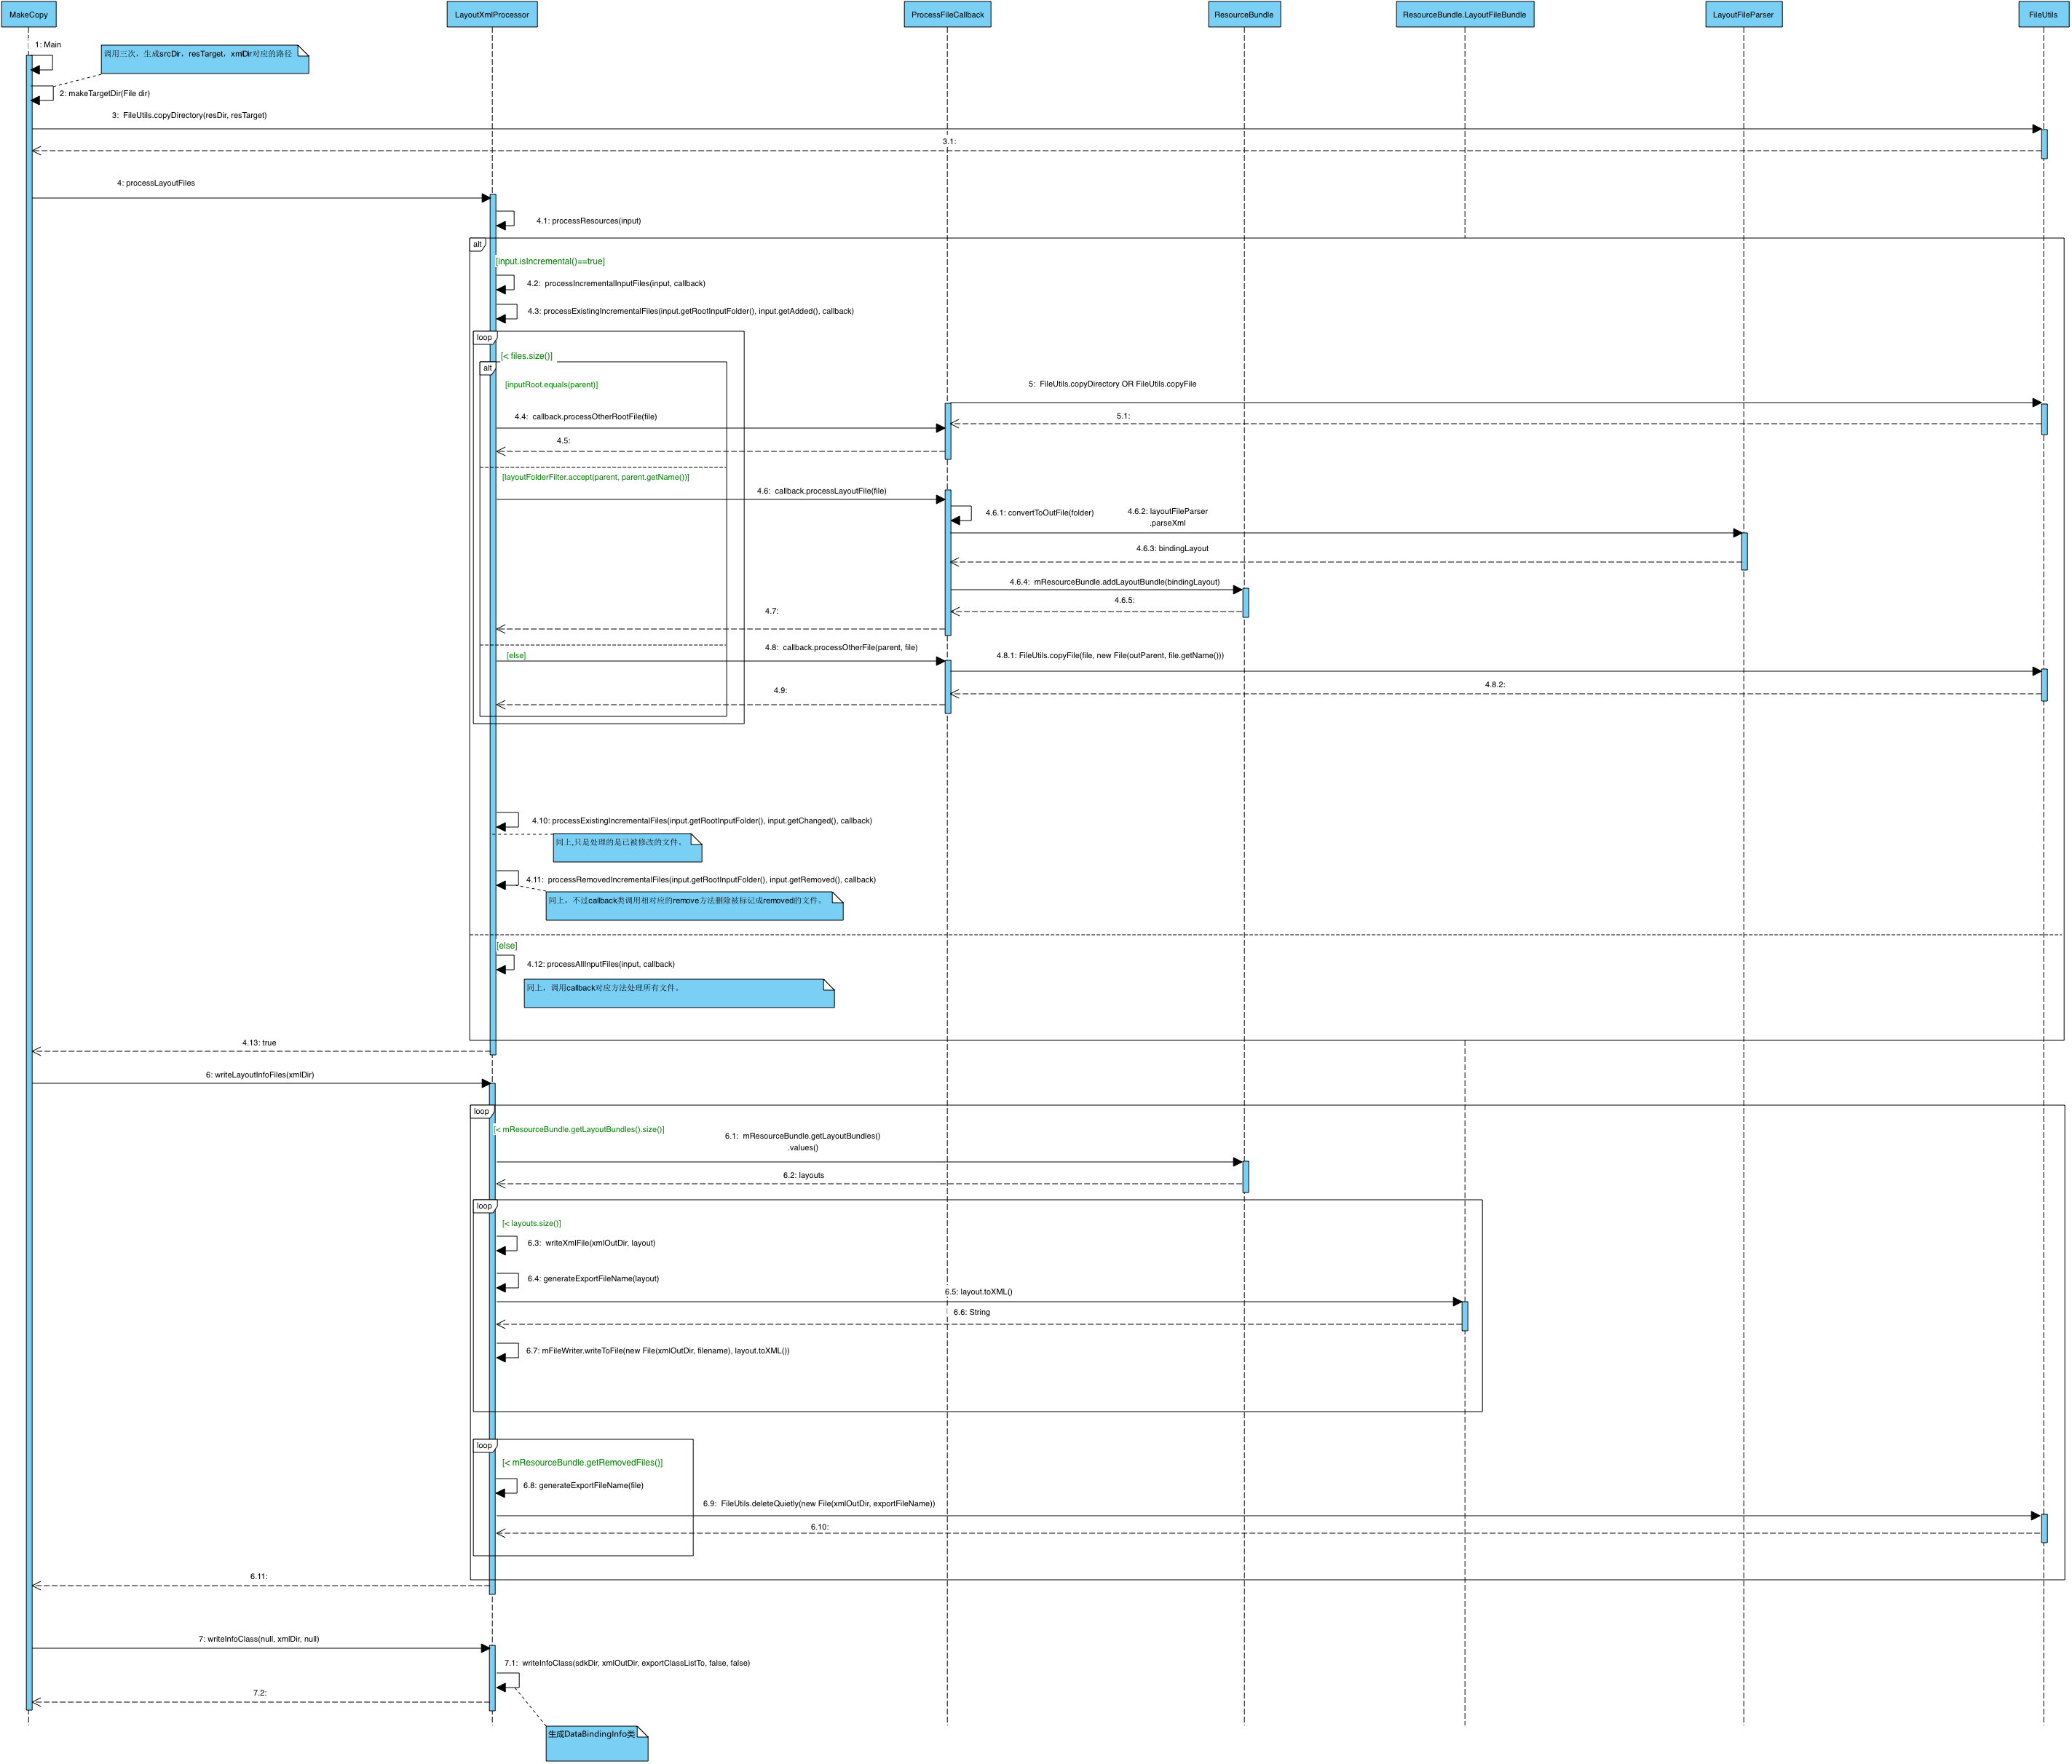 MakeCopy
LayoutXmlProcessor
ProcessFileCallback
ResourceBundle
ResourceBundle.LayoutFileBundle
LayoutFileParser
FileUtils
1: Main
调用三次，生成srcDir，resTarget，xmlDir对应的路径
2: makeTargetDir(File dir)
3:  FileUtils.copyDirectory(resDir, resTarget)
3.1:
4: processLayoutFiles
4.1: processResources(input)
alt
[input.isIncremental()==true]
4.2:  processIncrementalInputFiles(input, callback)
4.3: processExistingIncrementalFiles(input.getRootInputFolder(), input.getAdded(), callback)
loop
[< files.size()]
alt
[inputRoot.equals(parent)]
5:  FileUtils.copyDirectory OR FileUtils.copyFile
4.4:  callback.processOtherRootFile(file)
5.1:
4.5:
[layoutFolderFilter.accept(parent, parent.getName())]
4.6:  callback.processLayoutFile(file)
4.6.1: convertToOutFile(folder)
4.6.2: layoutFileParser
.parseXml
4.6.3: bindingLayout
4.6.4:  mResourceBundle.addLayoutBundle(bindingLayout)
4.6.5:
4.7:
4.8:  callback.processOtherFile(parent, file)
[else]
4.8.1: FileUtils.copyFile(file, new File(outParent, file.getName()))
4.8.2:
4.9:
4.10: processExistingIncrementalFiles(input.getRootInputFolder(), input.getChanged(), callback)
同上,只是处理的是已被修改的文件。
4.11:  processRemovedIncrementalFiles(input.getRootInputFolder(), input.getRemoved(), callback)
同上，不过callback类调用相对应的remove方法删除被标记成removed的文件。
[else]
4.12: processAllInputFiles(input, callback)
同上，调用callback对应方法处理所有文件。
4.13: true
6: writeLayoutInfoFiles(xmlDir)
loop
[< mResourceBundle.getLayoutBundles().size()]
6.1:  mResourceBundle.getLayoutBundles()
.values()
6.2: layouts
loop
[< layouts.size()]
6.3:  writeXmlFile(xmlOutDir, layout)
6.4: generateExportFileName(layout)
6.5: layout.toXML()
6.6: String
6.7: mFileWriter.writeToFile(new File(xmlOutDir, filename), layout.toXML())
loop
[< mResourceBundle.getRemovedFiles()]
6.8: generateExportFileName(file)
6.9:  FileUtils.deleteQuietly(new File(xmlOutDir, exportFileName))
6.10:
6.11:
7: writeInfoClass(null, xmlDir, null)
7.1:  writeInfoClass(sdkDir, xmlOutDir, exportClassListTo, false, false)
7.2:
生成DataBindingInfo类